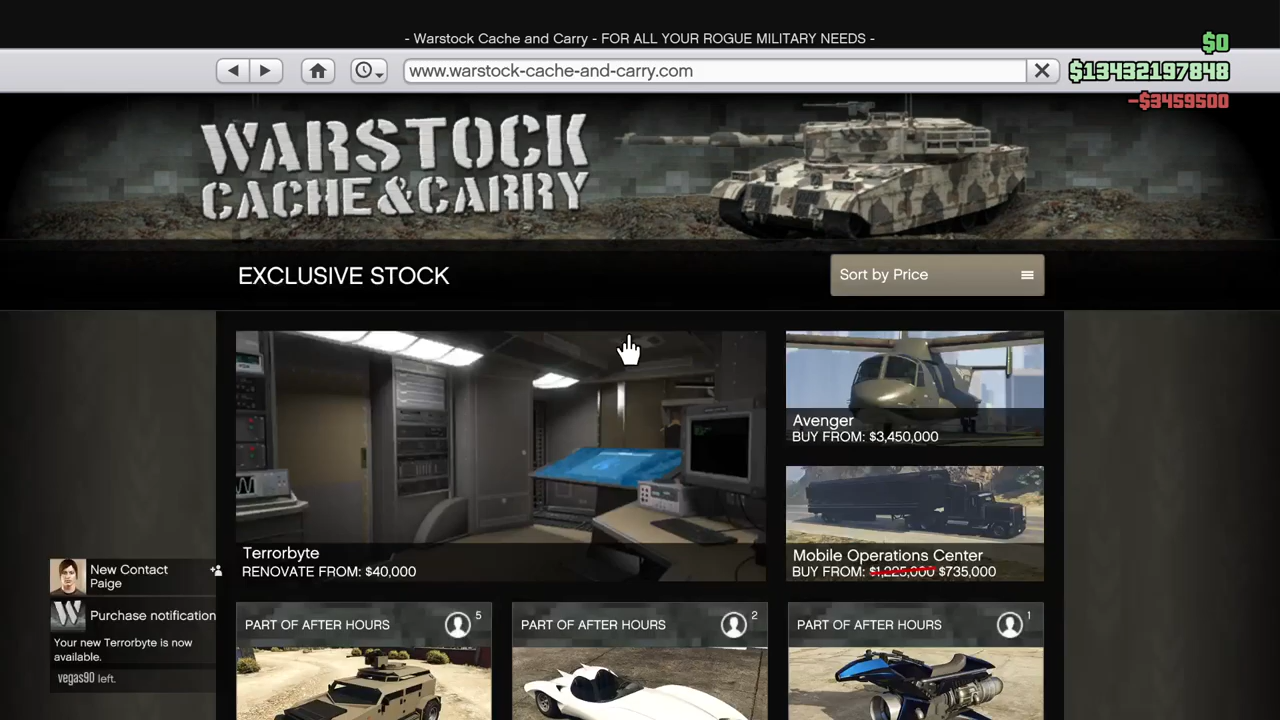 - Warstock Cache and Carry - FOR ALL YOUR ROGUE MILITARY NEEDS -
$0
www.warstock-cache-and-carry.com
$13432197848
-$3459500
WARSTOCK
CACHE&CARRY
EXCLUSIVE STOCK
Sort by Price
Terrorbyte
RENOVATE FROM: $40,000
Avenger
BUY FROM: $3,450,000
Mobile Operations Center
BUY FROM: $1,225,000 $735,000
New Contact
Paige
Purchase notification
Your new Terrorbyte is now
available.
vegas90 left.
PART OF AFTER HOURS 5
PART OF AFTER HOURS 2
PART OF AFTER HOURS 1